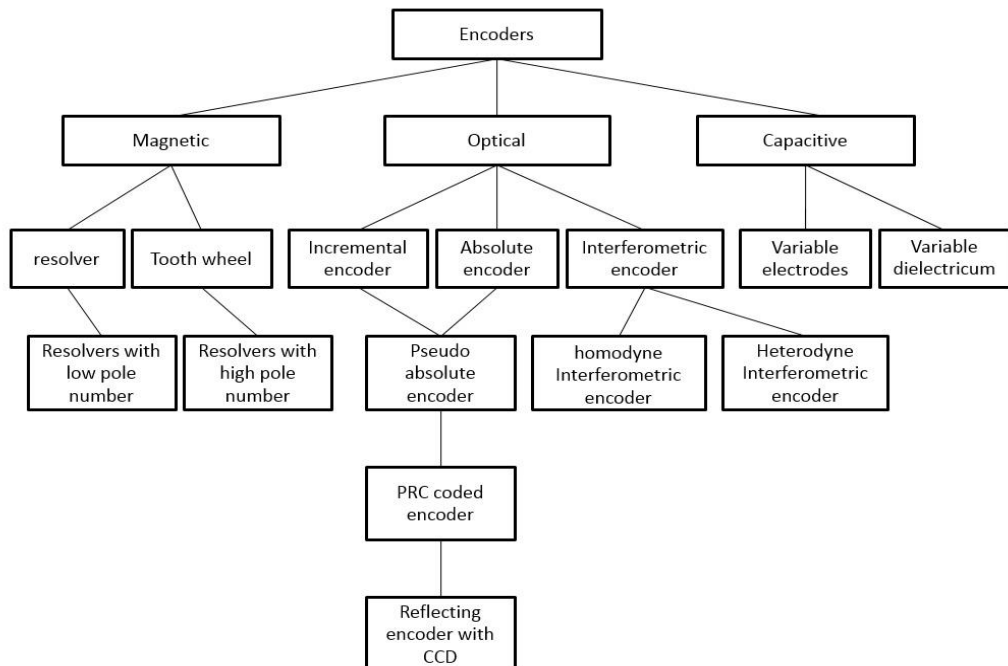 Encoders
Magnetic
Optical
Capacitive
resolver
Tooth wheel
Incremental
encoder
Absolute
encoder
Interferometric
encoder
Variable
electrodes
Variable
dielectricum
Resolvers with
low pole
number
Resolvers with
high pole
number
Pseudo
absolute
encoder
homodyne
Interferometric
encoder
Heterodyne
Interferometric
encoder
PRC coded
encoder
Reflecting
encoder with
CCD